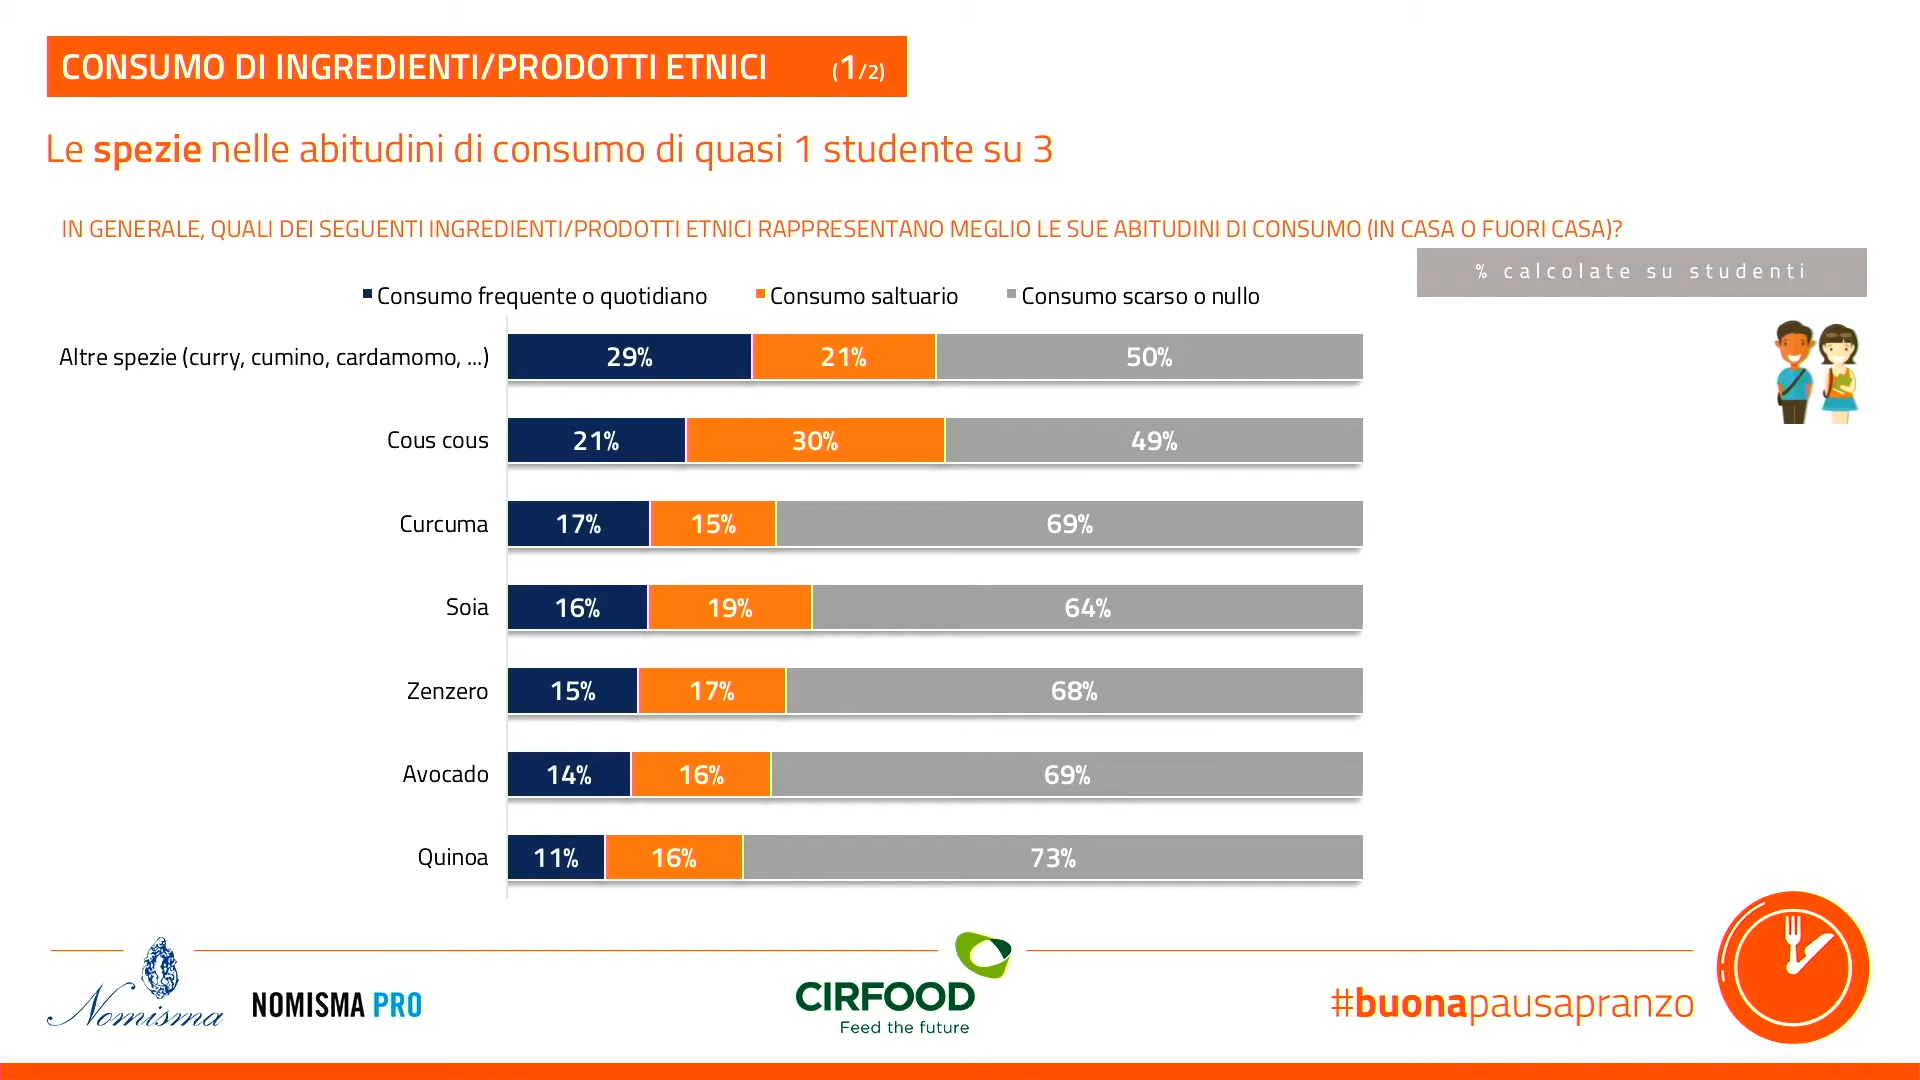 CONSUMO DI INGREDIENTI/PRODOTTI ETNICI (1/2)
Le spezie nelle abitudini di consumo di quasi 1 studente su 3
IN GENERALE, QUALI DEI SEGUENTI INGREDIENTI/PRODOTTI ETNICI RAPPRESENTANO MEGLIO LE SUE ABITUDINI DI CONSUMO (IN CASA O FUORI CASA)?
% calcolate su studenti
Consumo frequente o quotidiano Consumo saltuario Consumo scarso o nullo
Altre spezie (curry, cumino, cardamomo, ...) 29% 21% 50%
Cous cous 21% 30% 49%
Curcuma 17% 15% 69%
Soia 16% 19% 64%
Zenzero 15% 17% 68%
Avocado 14% 16% 69%
Quinoa 11% 16% 73%
Nomisma NOMISMA PRO
CIRFOOD
Feed the future
#buonapausapranzo